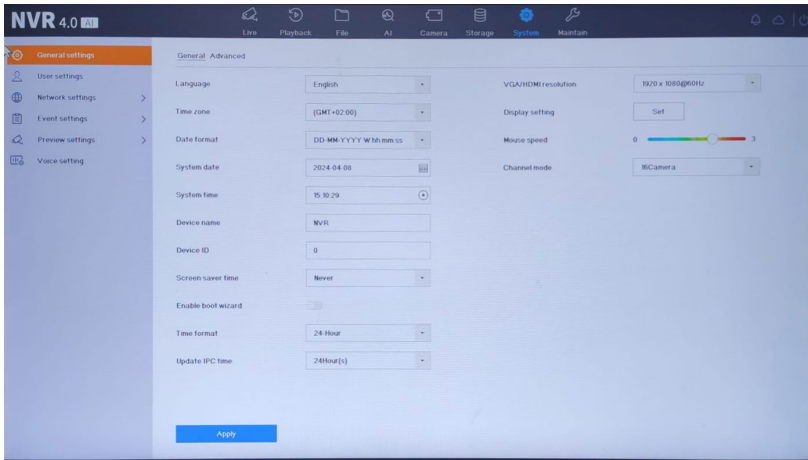 NVR 4.0 AI
Live Playback File AI Camera Storage System Maintain
General settings
User settings
Network settings
Event settings
Preview settings
Voice setting
General Advanced
Language English
Time zone (GMT+02:00)
Date format DD-MM-YYYY W hh:mm:ss
System date 2024-04-08
System time 15:10:29
Device name NVR
Device ID 0
Screen saver time Never
Enable boot wizard
Time format 24-Hour
Update IPC time 24Hour(s)
VGA/HDMI resolution 1920 x 1080@60Hz
Display setting Set
Mouse speed 0 3
Channel mode 16Camera
Apply